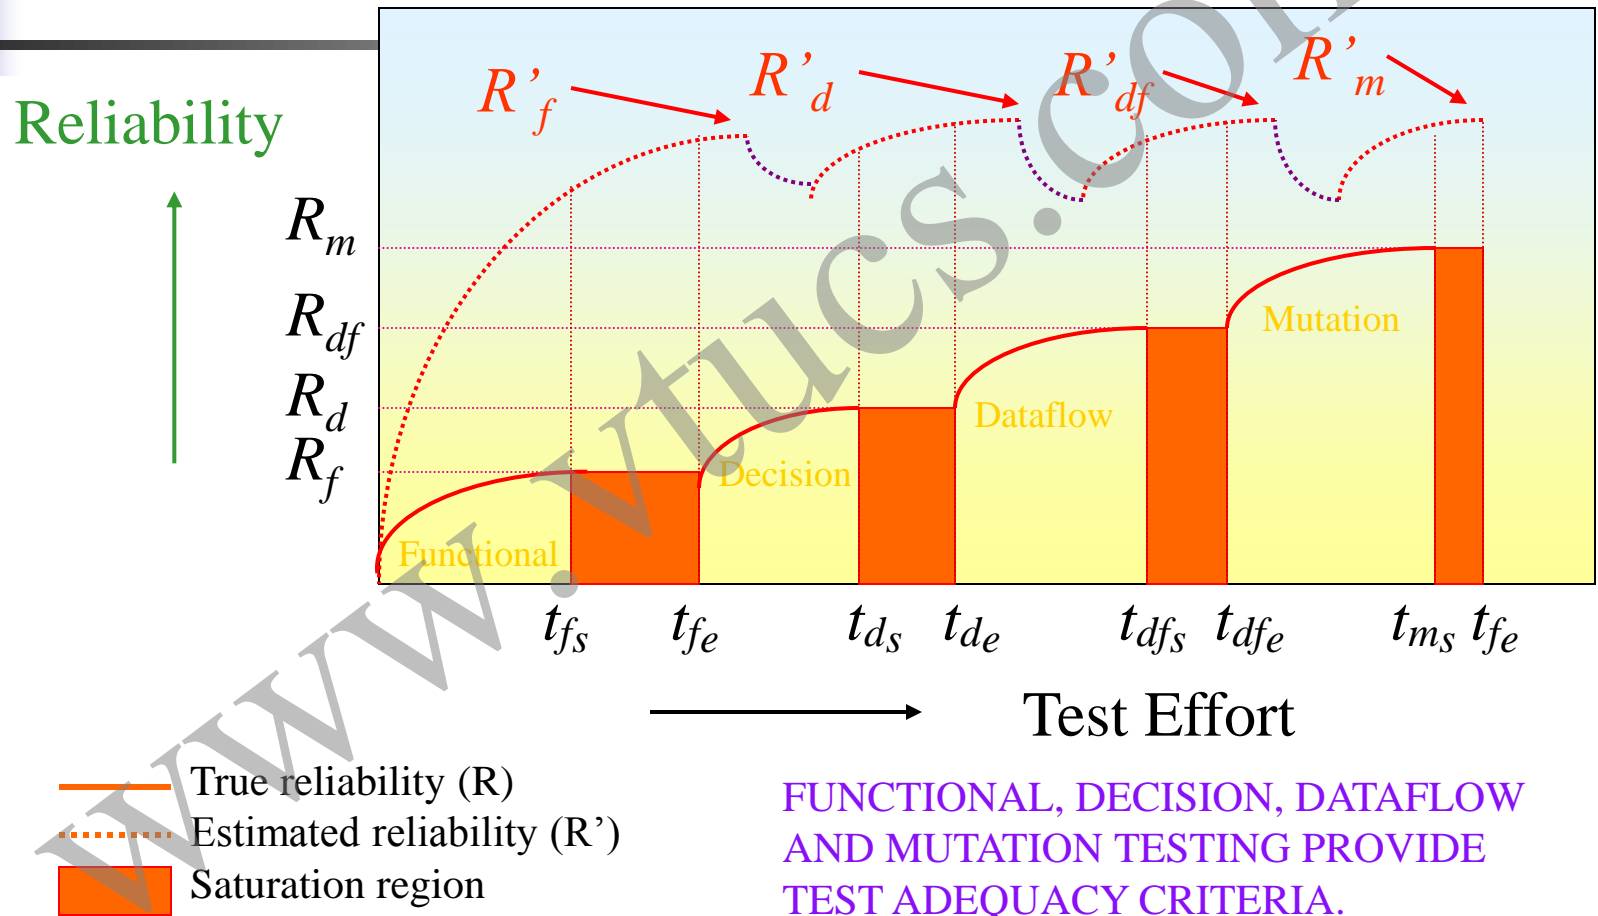 R’f R’d R’df R’m
Reliability
Rm
Rdf
Rd
Rf
Mutation
Dataflow
Decision
Functional
tfs tfe tds tde tdfs tdfe tms tfe
Test Effort
True reliability (R)
Estimated reliability (R’)
Saturation region
FUNCTIONAL, DECISION, DATAFLOW
AND MUTATION TESTING PROVIDE
TEST ADEQUACY CRITERIA.
www.vtucs.com